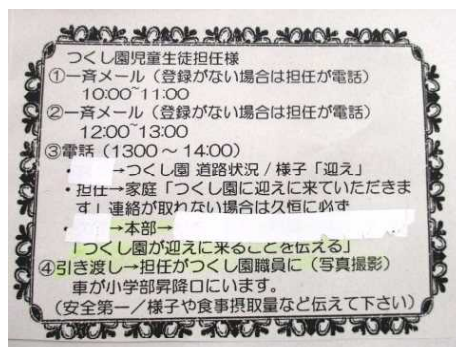 つくし園児童生徒担任様
①一斉メール（登録がない場合は担任が電話）
10:00~11:00
②一斉メール（登録がない場合は担任が電話）
12:00~13:00
③電話（1300～14:00）
・ →つくし園 道路状況/様子「迎え」
・担任→家庭「つくし園に迎えに来ていただきま
す」連絡が取れない場合は久恒に必ず
・ →本部→
「つくし園が迎えに来ることを伝える」
④引き渡し→担任がつくし園職員に（写真撮影）
車が小学部昇降口にいます。
（安全第一／様子や食事摂取量など伝えて下さい）